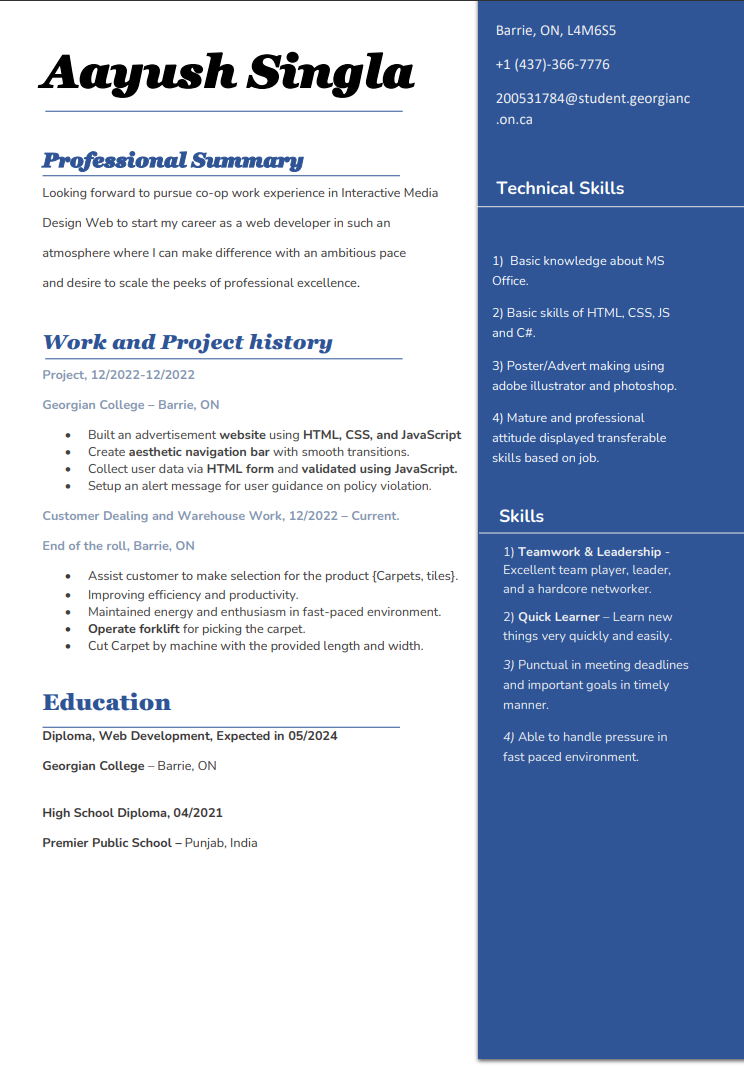 Aayush Singla
Professional Summary
Looking forward to pursue co-op work experience in Interactive Media
Design Web to start my career as a web developer in such an
atmosphere where I can make difference with an ambitious pace
and desire to scale the peeks of professional excellence.
Work and Project history
Project, 12/2022-12/2022
Georgian College – Barrie, ON
• Built an advertisement website using HTML, CSS, and JavaScript
• Create aesthetic navigation bar with smooth transitions.
• Collect user data via HTML form and validated using JavaScript.
• Setup an alert message for user guidance on policy violation.
Customer Dealing and Warehouse Work, 12/2022 – Current.
End of the roll, Barrie, ON
• Assist customer to make selection for the product {Carpets, tiles}.
• Improving efficiency and productivity.
• Maintained energy and enthusiasm in fast-paced environment.
• Operate forklift for picking the carpet.
• Cut Carpet by machine with the provided length and width.
Education
Diploma, Web Development, Expected in 05/2024
Georgian College – Barrie, ON
High School Diploma, 04/2021
Premier Public School – Punjab, India
Barrie, ON, L4M6S5
+1 (437)-366-7776
200531784@student.georgianc
.on.ca
Technical Skills
1) Basic knowledge about MS
Office.
2) Basic skills of HTML, CSS, JS
and C#.
3) Poster/Advert making using
adobe illustrator and photoshop.
4) Mature and professional
attitude displayed transferable
skills based on job.
Skills
1) Teamwork & Leadership -
Excellent team player, leader,
and a hardcore networker.
2) Quick Learner – Learn new
things very quickly and easily.
3) Punctual in meeting deadlines
and important goals in timely
manner.
4) Able to handle pressure in
fast paced environment.